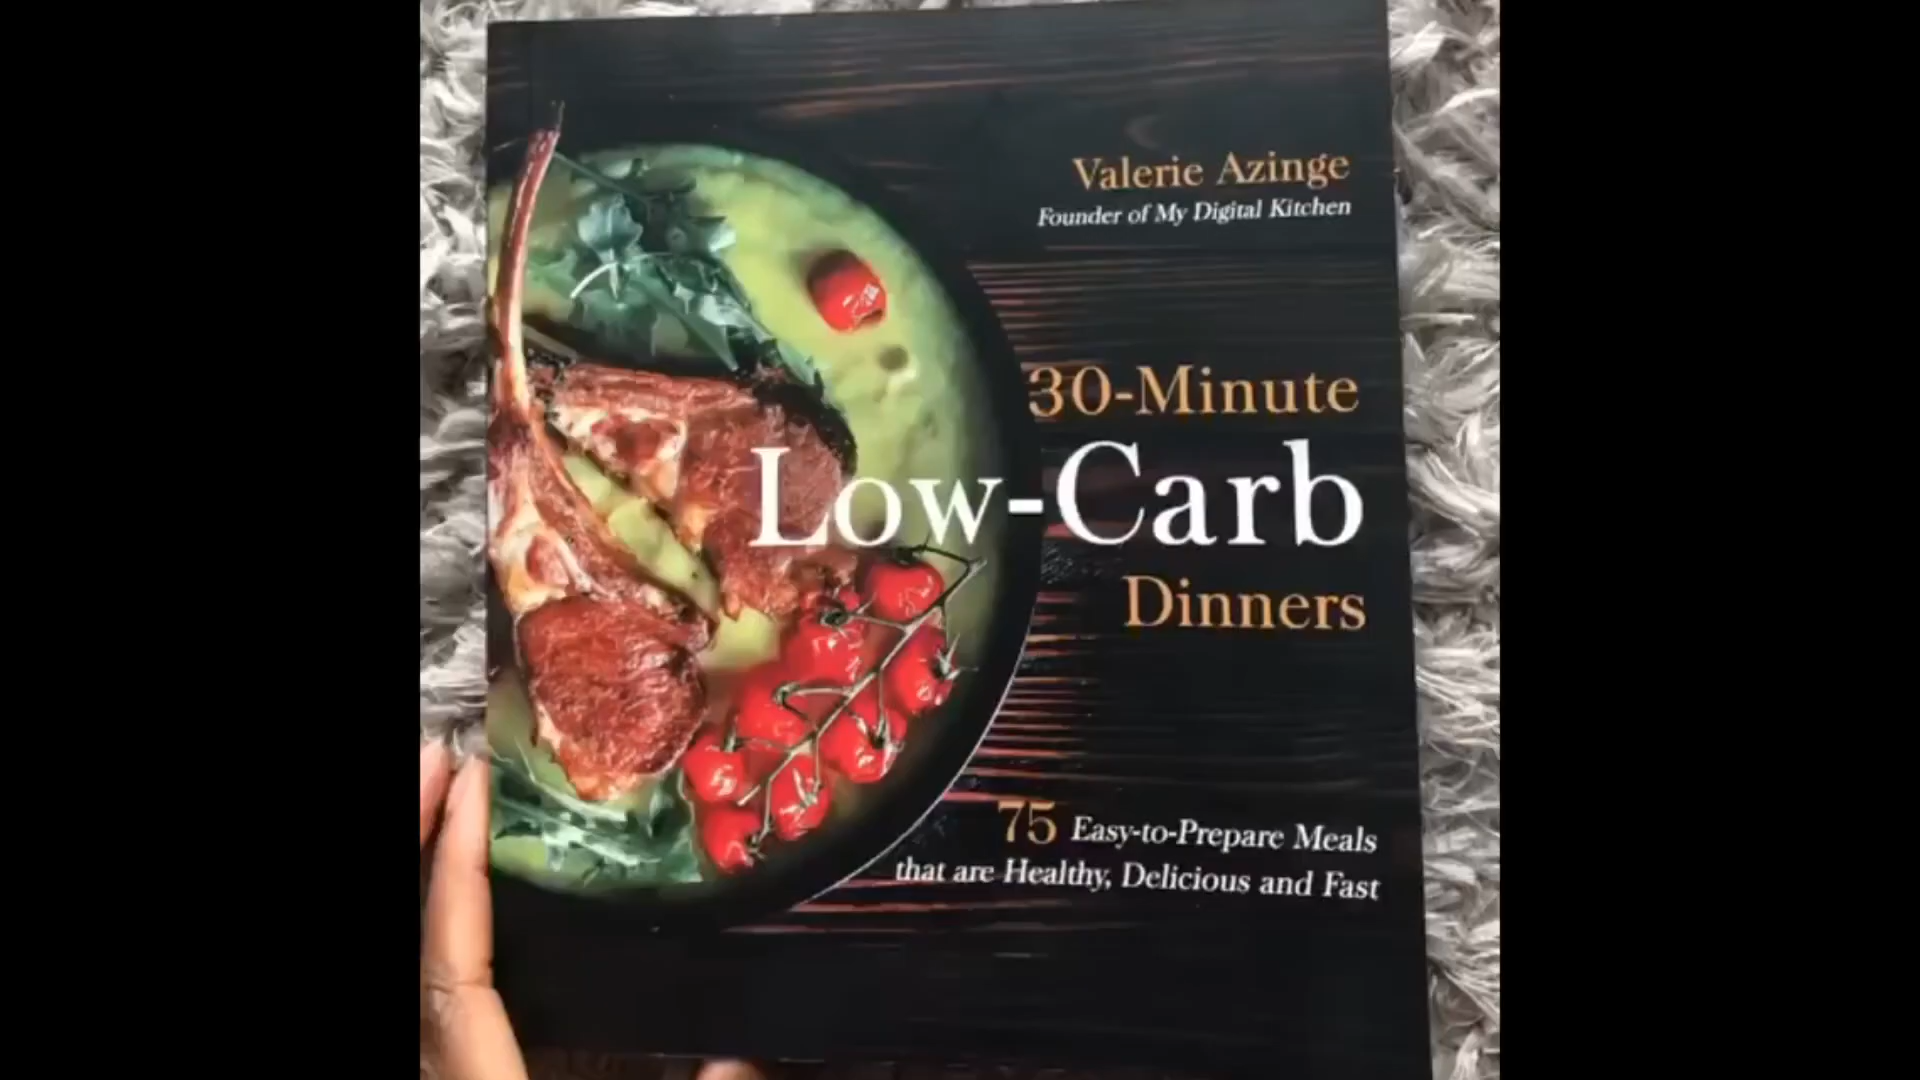 Valerie Azinge
Founder of My Digital Kitchen
30-Minute
Low-Carb
Dinners
75 Easy-to-Prepare Meals
that are Healthy, Delicious and Fast